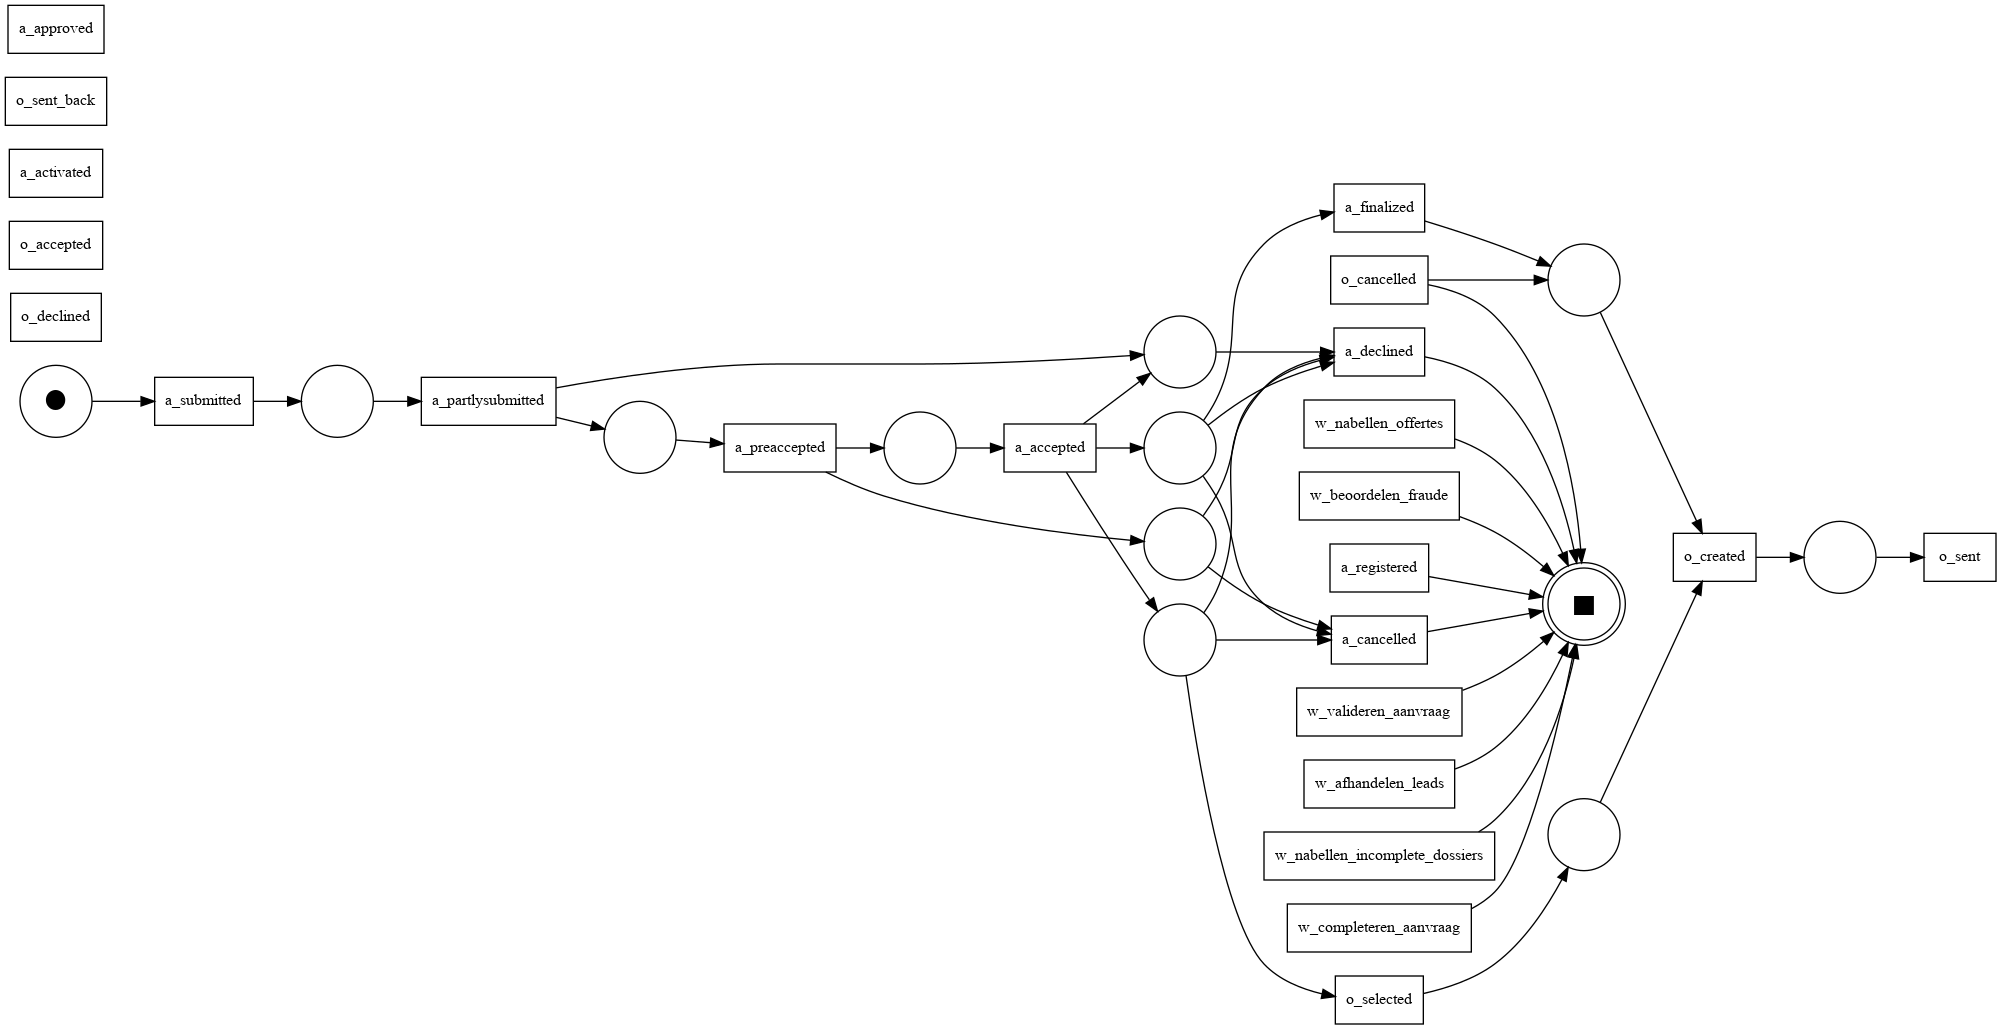 a_approved
o_sent_back
a_activated
o_accepted
o_declined
a_submitted
a_partlysubmitted
a_preaccepted
a_accepted
a_finalized
o_cancelled
a_declined
w_nabellen_offertes
w_beoordelen_fraude
a_registered
a_cancelled
w_valideren_aanvraag
w_afhandelen_leads
w_nabellen_incomplete_dossiers
w_completeren_aanvraag
o_selected
o_created
o_sent